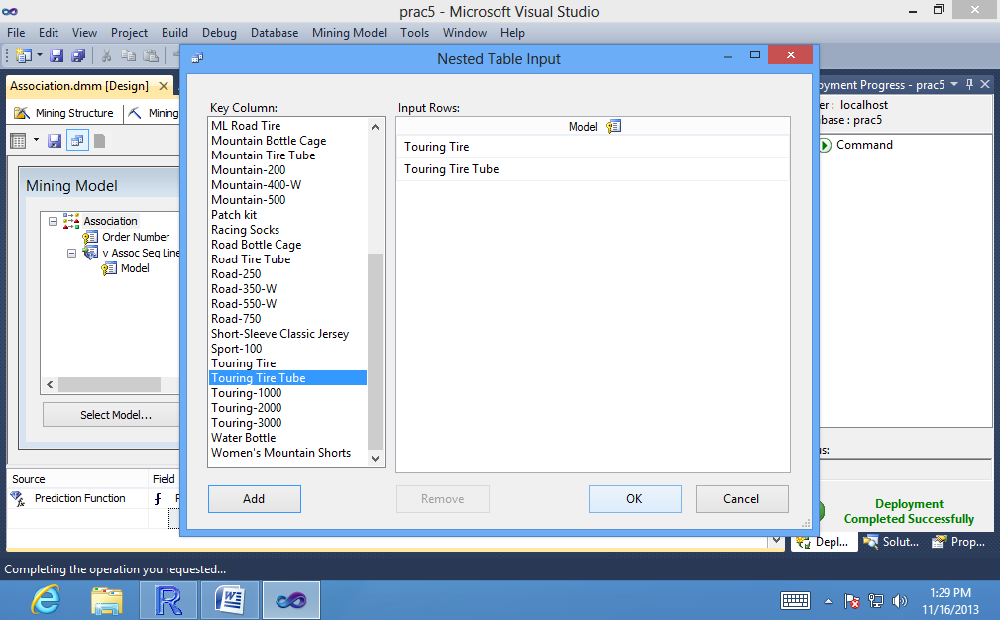 prac5 - Microsoft Visual Studio
File Edit View Project Build Debug Database Mining Model Tools Window Help
Association.dmm [Design]
Mining Structure
Mining
Mining Model
Association
Order Number
v Assoc Seq Line
Model
Select Model...
Source Field
Prediction Function
Nested Table Input
Key Column:
ML Road Tire
Mountain Bottle Cage
Mountain Tire Tube
Mountain-200
Mountain-400-W
Mountain-500
Patch kit
Racing Socks
Road Bottle Cage
Road Tire Tube
Road-250
Road-350-W
Road-550-W
Road-750
Short-Sleeve Classic Jersey
Sport-100
Touring Tire
Touring Tire Tube
Touring-1000
Touring-2000
Touring-3000
Water Bottle
Women's Mountain Shorts
Input Rows:
Model
Touring Tire
Touring Tire Tube
Add
Remove
OK
Cancel
oyment Progress - prac5
er : localhost
base : prac5
Command
us:
Deployment
Completed Successfully
Depl... Solut... Prop...
Completing the operation you requested...
1:29 PM
11/16/2013